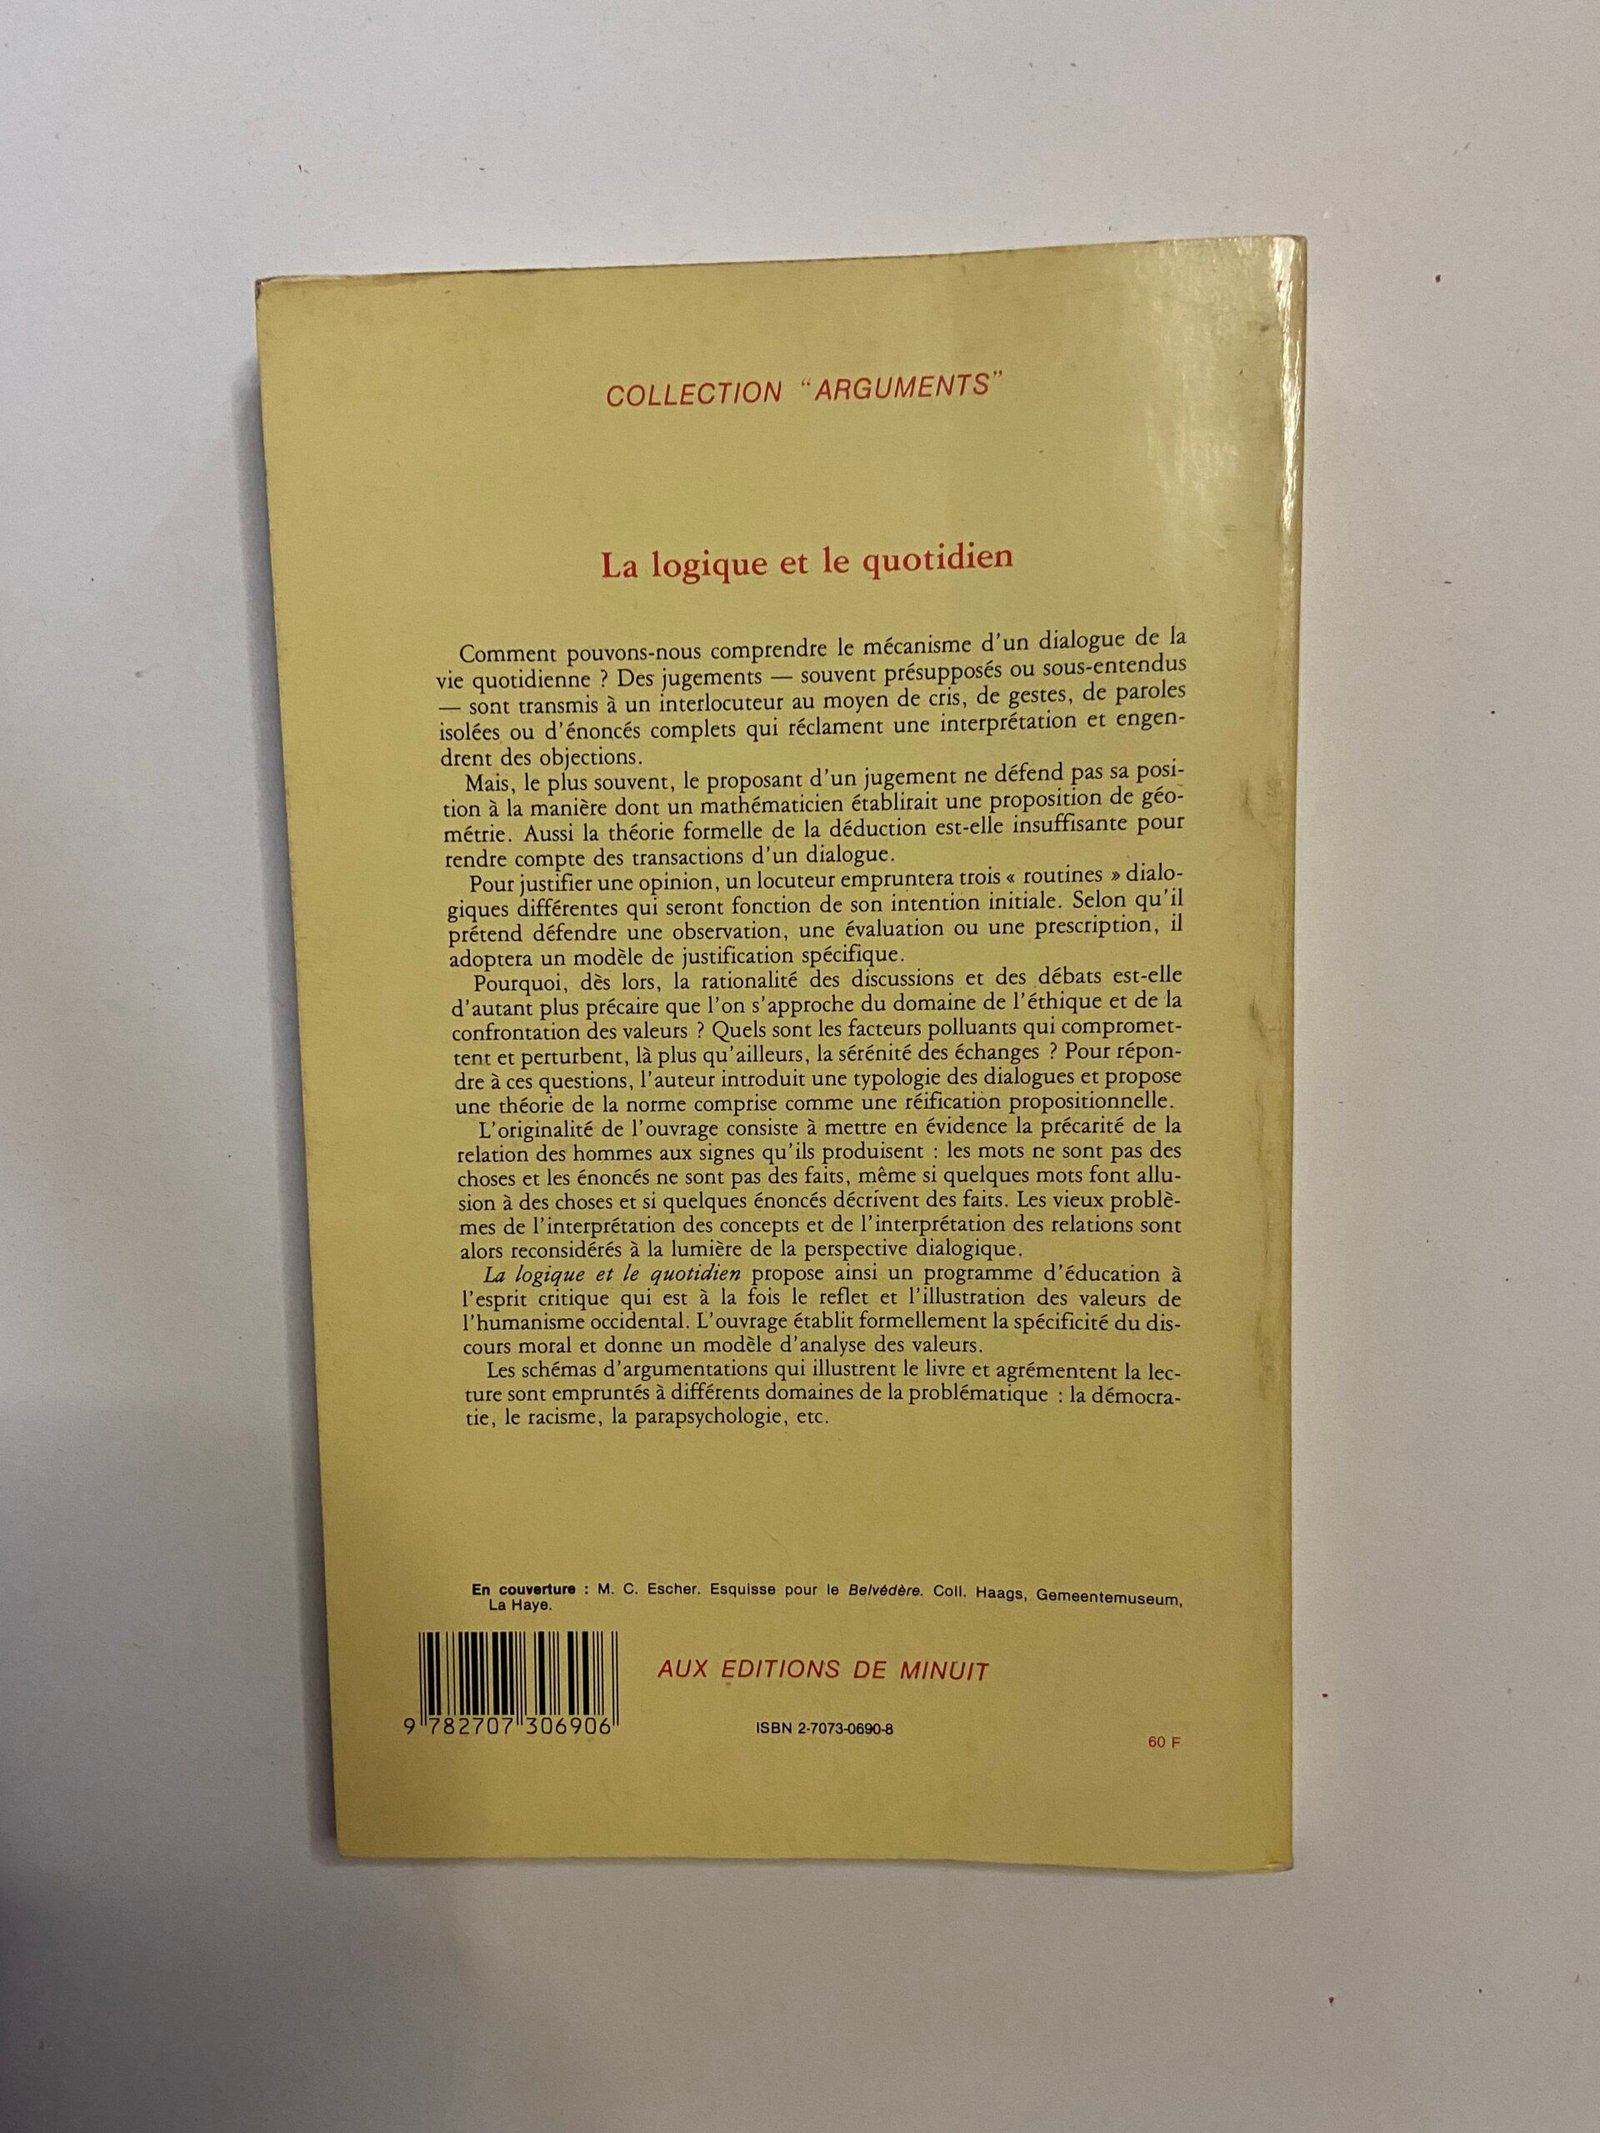 COLLECTION "ARGUMENTS"
La logique et le quotidien
Comment pouvons-nous comprendre le mécanisme d'un dialogue de la
vie quotidienne ? Des jugements — souvent présupposés ou sous-entendus
— sont transmis à un interlocuteur au moyen de cris, de gestes, de paroles
isolées ou d'énoncés complets qui réclament une interprétation et engen-
drent des objections.
Mais, le plus souvent, le proposant d'un jugement ne défend pas sa posi-
tion à la manière dont un mathématicien établirait une proposition de géo-
métrie. Aussi la théorie formelle de la déduction est-elle insuffisante pour
rendre compte des transactions d'un dialogue.
Pour justifier une opinion, un locuteur empruntera trois « routines » dialo-
giques différentes qui seront fonction de son intention initiale. Selon qu'il
prétend défendre une observation, une évaluation ou une prescription, il
adoptera un modèle de justification spécifique.
Pourquoi, dès lors, la rationalité des discussions et des débats est-elle
d'autant plus précaire que l'on s'approche du domaine de l'éthique et de la
confrontation des valeurs ? Quels sont les facteurs polluants qui compromet-
tent et perturbent, là plus qu'ailleurs, la sérénité des échanges ? Pour répon-
dre à ces questions, l'auteur introduit une typologie des dialogues et propose
une théorie de la norme comprise comme une réification propositionnelle.
L'originalité de l'ouvrage consiste à mettre en évidence la précarité de la
relation des hommes aux signes qu'ils produisent : les mots ne sont pas des
choses et les énoncés ne sont pas des faits, même si quelques mots font allu-
sion à des choses et si quelques énoncés décrivent des faits. Les vieux problè-
mes de l'interprétation des concepts et de l'interprétation des relations sont
alors reconsidérés à la lumière de la perspective dialogique.
La logique et le quotidien propose ainsi un programme d'éducation à
l'esprit critique qui est à la fois le reflet et l'illustration des valeurs de
l'humanisme occidental. L'ouvrage établit formellement la spécificité du dis-
cours moral et donne un modèle d'analyse des valeurs.
Les schémas d'argumentations qui illustrent le livre et agrémentent la lec-
ture sont empruntés à différents domaines de la problématique : la démocra-
tie, le racisme, la parapsychologie, etc.
En couverture : M. C. Escher. Esquisse pour le Belvédère. Coll. Haags, Gemeentemuseum,
La Haye.
AUX EDITIONS DE MINUIT
9 782707 306906
ISBN 2-7073-0690-8
60 F